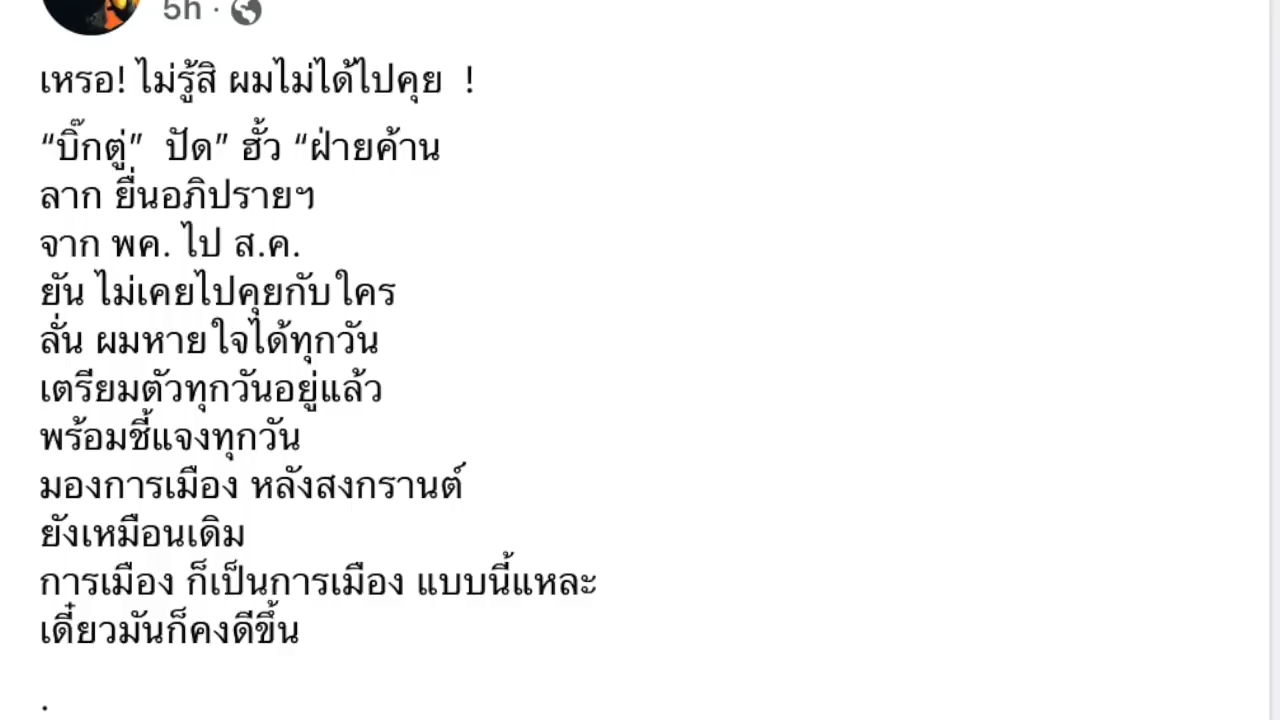 5h ·
เหรอ! ไม่รู้สิ ผมไม่ได้ไปคุย  !
“บิ๊กตู่”  ปัด” ฮั้ว “ฝ่ายค้าน
ลาก ยื่นอภิปรายฯ
จาก พค. ไป ส.ค.
ยัน ไม่เคยไปคุยกับใคร
ลั่น ผมหายใจได้ทุกวัน
เตรียมตัวทุกวันอยู่แล้ว
พร้อมชี้แจงทุกวัน
มองการเมือง หลังสงกรานต์
ยังเหมือนเดิม
การเมือง ก็เป็นการเมือง แบบนี้แหละ
เดี๋ยวมันก็คงดีขึ้น
.